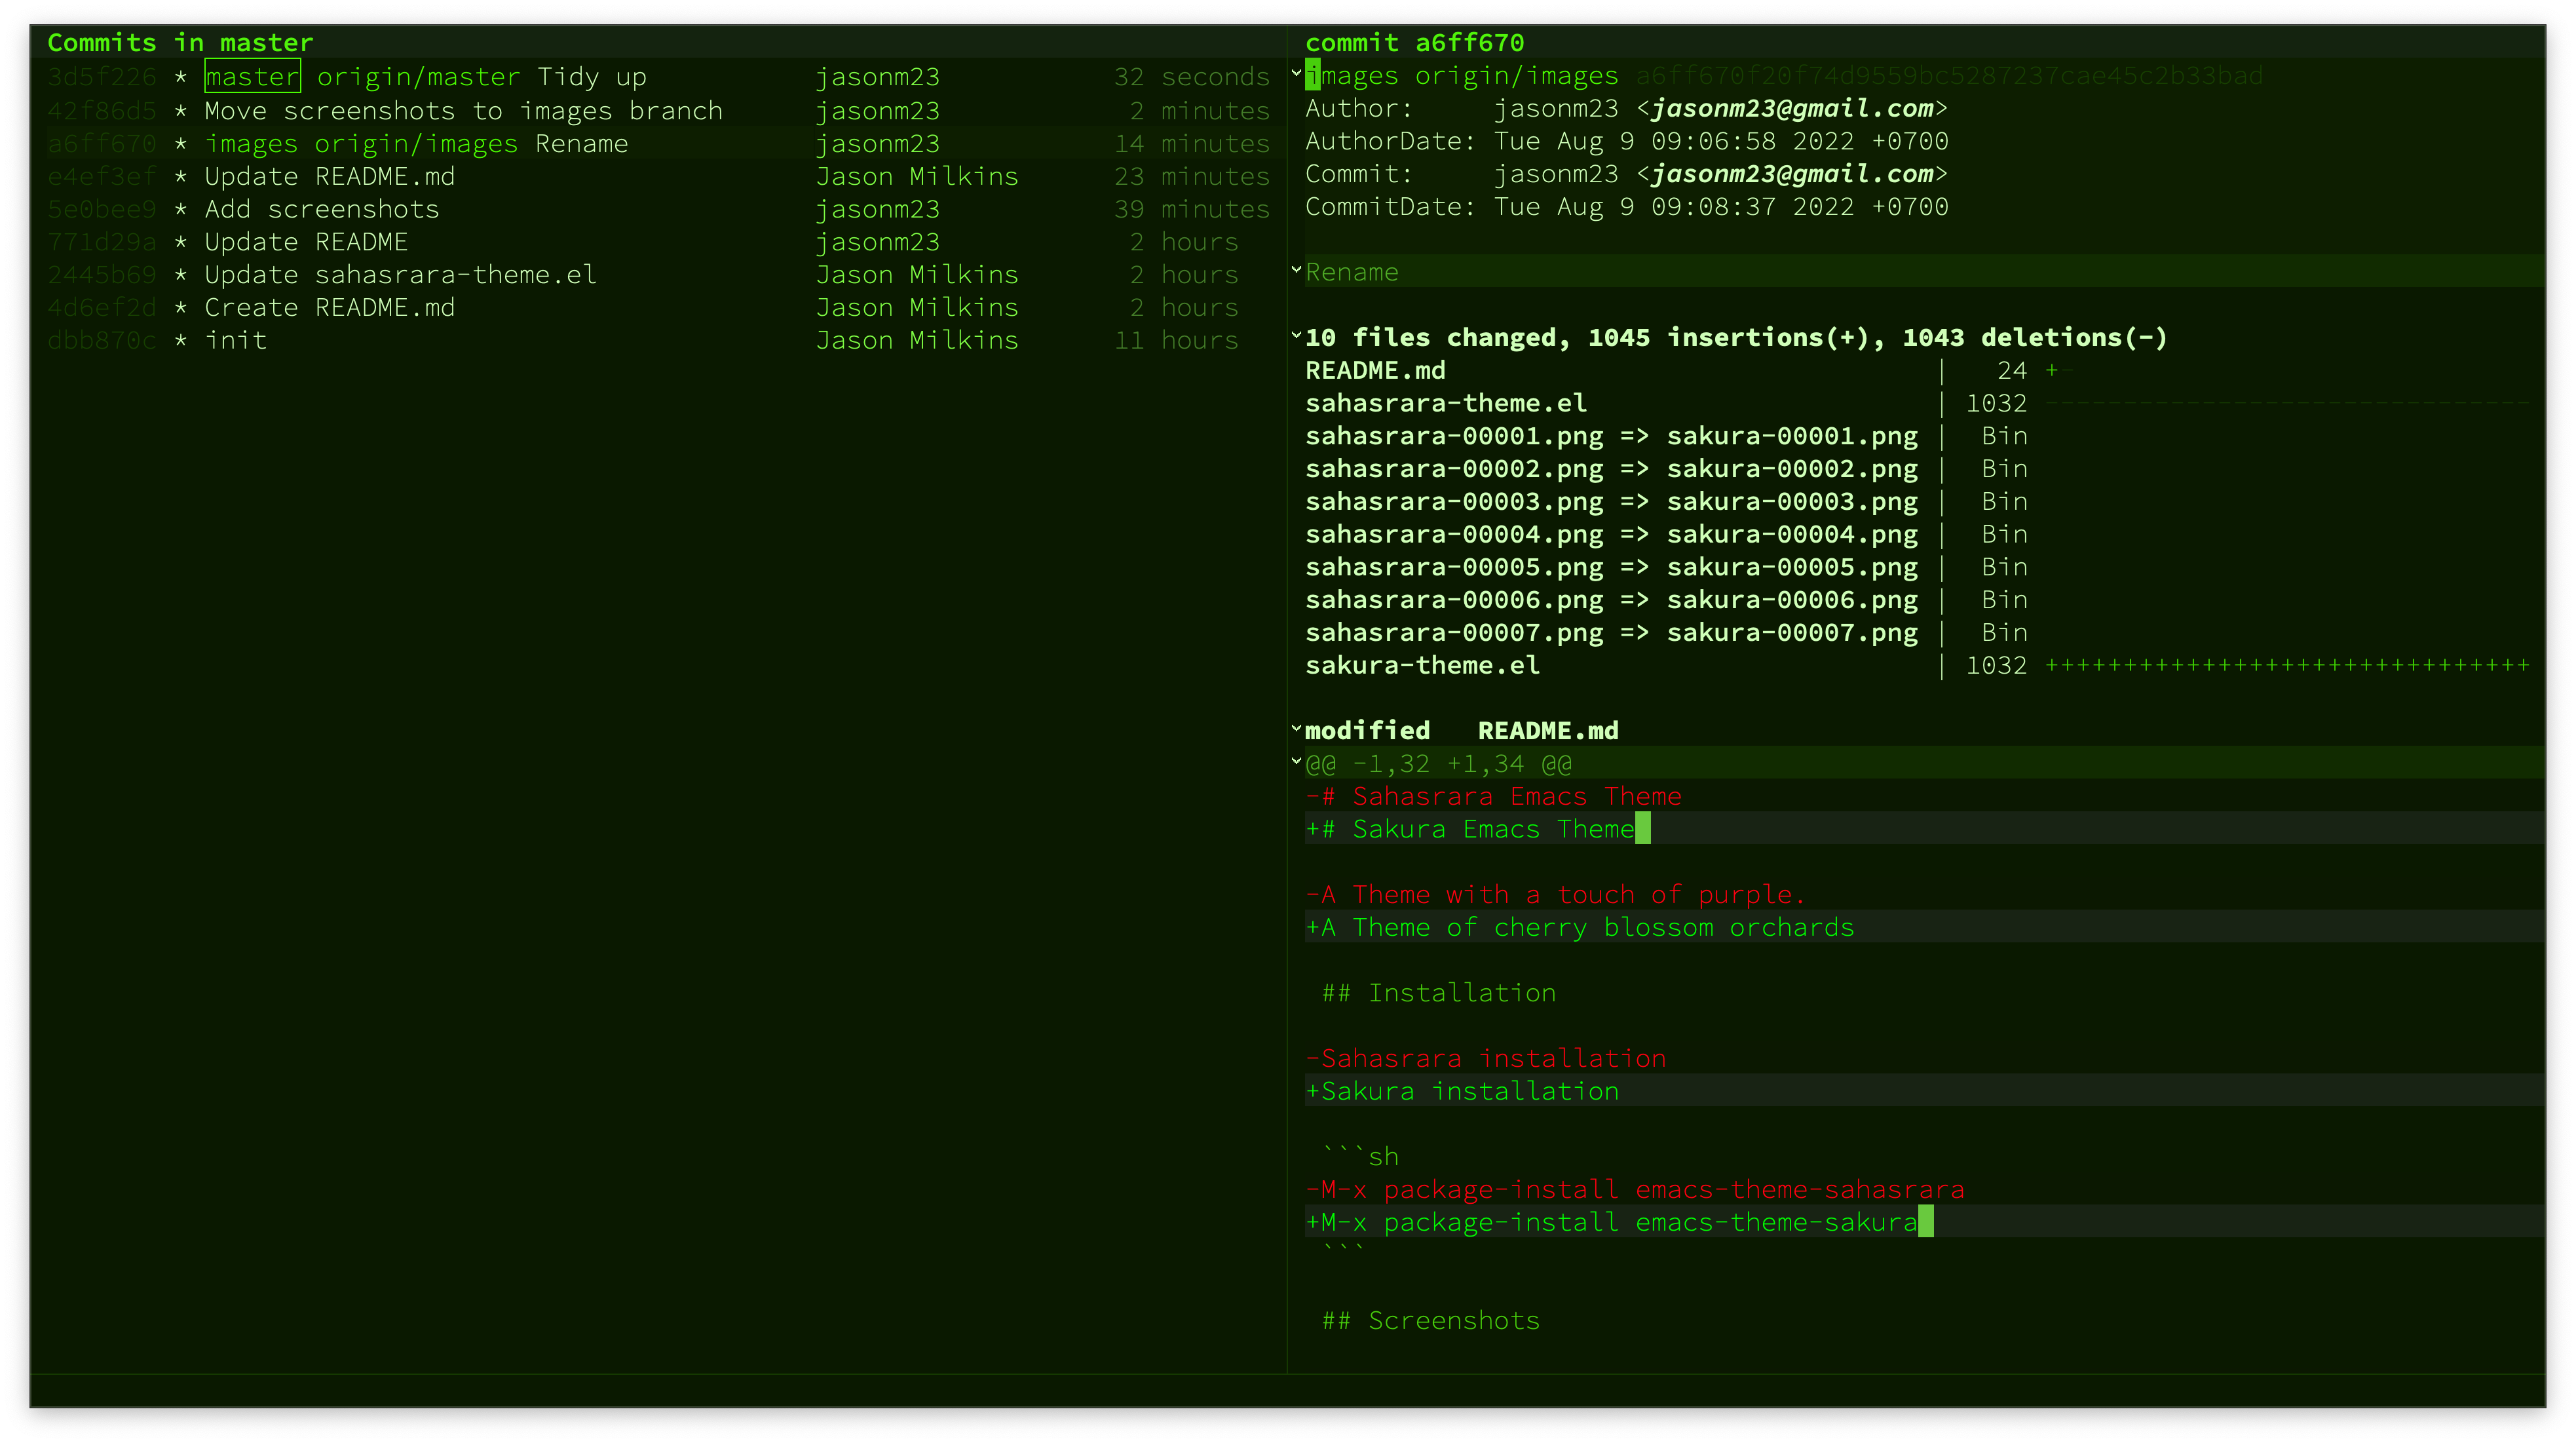 Commits in master
3d5f226 * master origin/master Tidy up jasonm23 32 seconds
42f86d5 * Move screenshots to images branch jasonm23 2 minutes
a6ff670 * images origin/images Rename jasonm23 14 minutes
e4ef3ef * Update README.md Jason Milkins 23 minutes
5e0bee9 * Add screenshots jasonm23 39 minutes
771d29a * Update README jasonm23 2 hours
2445b69 * Update sahasrara-theme.el Jason Milkins 2 hours
4d6ef2d * Create README.md Jason Milkins 2 hours
dbb870c * init Jason Milkins 11 hours
commit a6ff670
images origin/images a6ff670f20f74d9559bc5287237cae45c2b33bad
Author: jasonm23 <jasonm23@gmail.com>
AuthorDate: Tue Aug 9 09:06:58 2022 +0700
Commit: jasonm23 <jasonm23@gmail.com>
CommitDate: Tue Aug 9 09:08:37 2022 +0700
Rename
10 files changed, 1045 insertions(+), 1043 deletions(-)
README.md | 24 +-
sahasrara-theme.el | 1032 -------------------------------
sahasrara-00001.png => sakura-00001.png | Bin
sahasrara-00002.png => sakura-00002.png | Bin
sahasrara-00003.png => sakura-00003.png | Bin
sahasrara-00004.png => sakura-00004.png | Bin
sahasrara-00005.png => sakura-00005.png | Bin
sahasrara-00006.png => sakura-00006.png | Bin
sahasrara-00007.png => sakura-00007.png | Bin
sakura-theme.el | 1032 +++++++++++++++++++++++++++++++
modified README.md
@@ -1,32 +1,34 @@
-# Sahasrara Emacs Theme
+# Sakura Emacs Theme
-A Theme with a touch of purple.
+A Theme of cherry blossom orchards
## Installation
-Sahasrara installation
+Sakura installation
```sh
-M-x package-install emacs-theme-sahasrara
+M-x package-install emacs-theme-sakura
```
## Screenshots